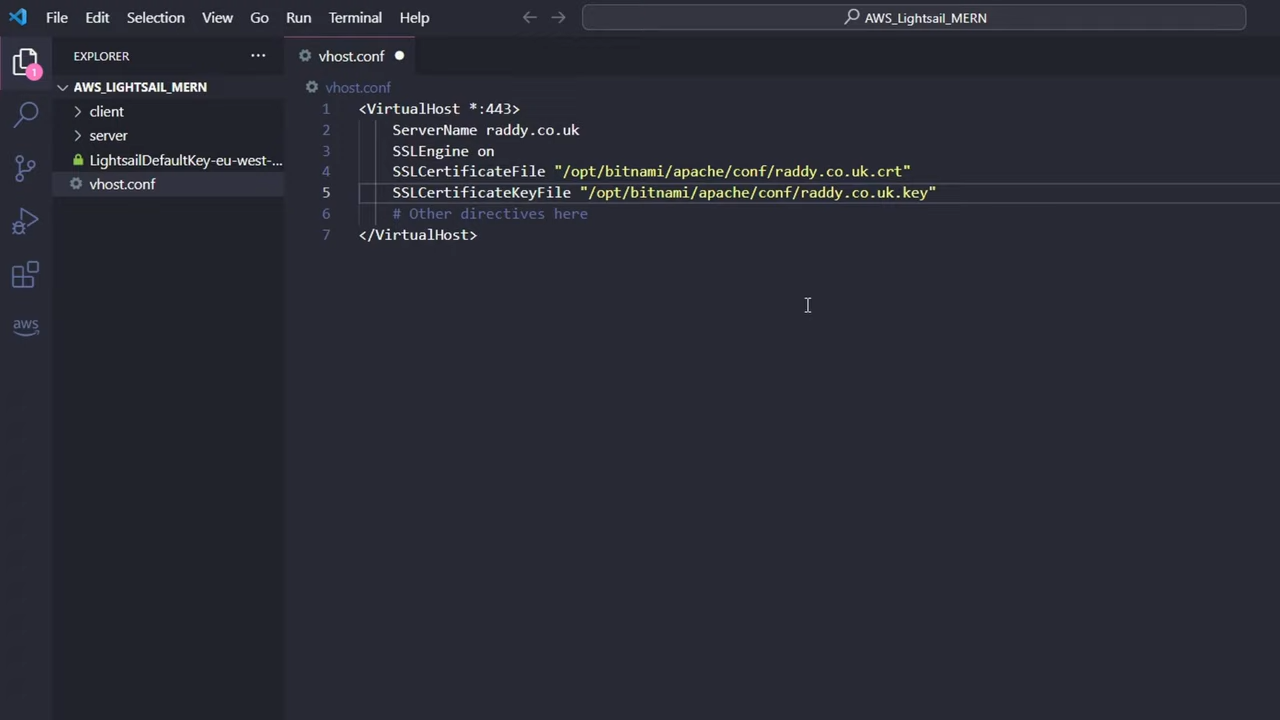 File Edit Selection View Go Run Terminal Help
AWS_Lightsail_MERN
EXPLORER
vhost.conf
AWS_LIGHTSAIL_MERN
client
server
LightsailDefaultKey-eu-west-...
vhost.conf
1
aws
vhost.conf
1 <VirtualHost *:443>
2 ServerName raddy.co.uk
3 SSLEngine on
4 SSLCertificateFile "/opt/bitnami/apache/conf/raddy.co.uk.crt"
5 SSLCertificateKeyFile "/opt/bitnami/apache/conf/raddy.co.uk.key"
6 # Other directives here
7 </VirtualHost>